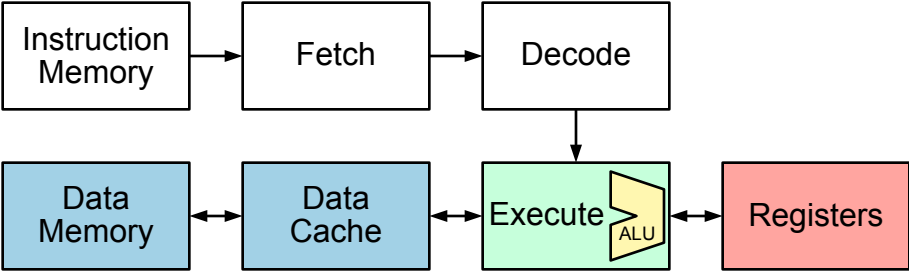 Instruction
Memory
Fetch
Decode
Data
Memory
Data
Cache
Execute
ALU
Registers